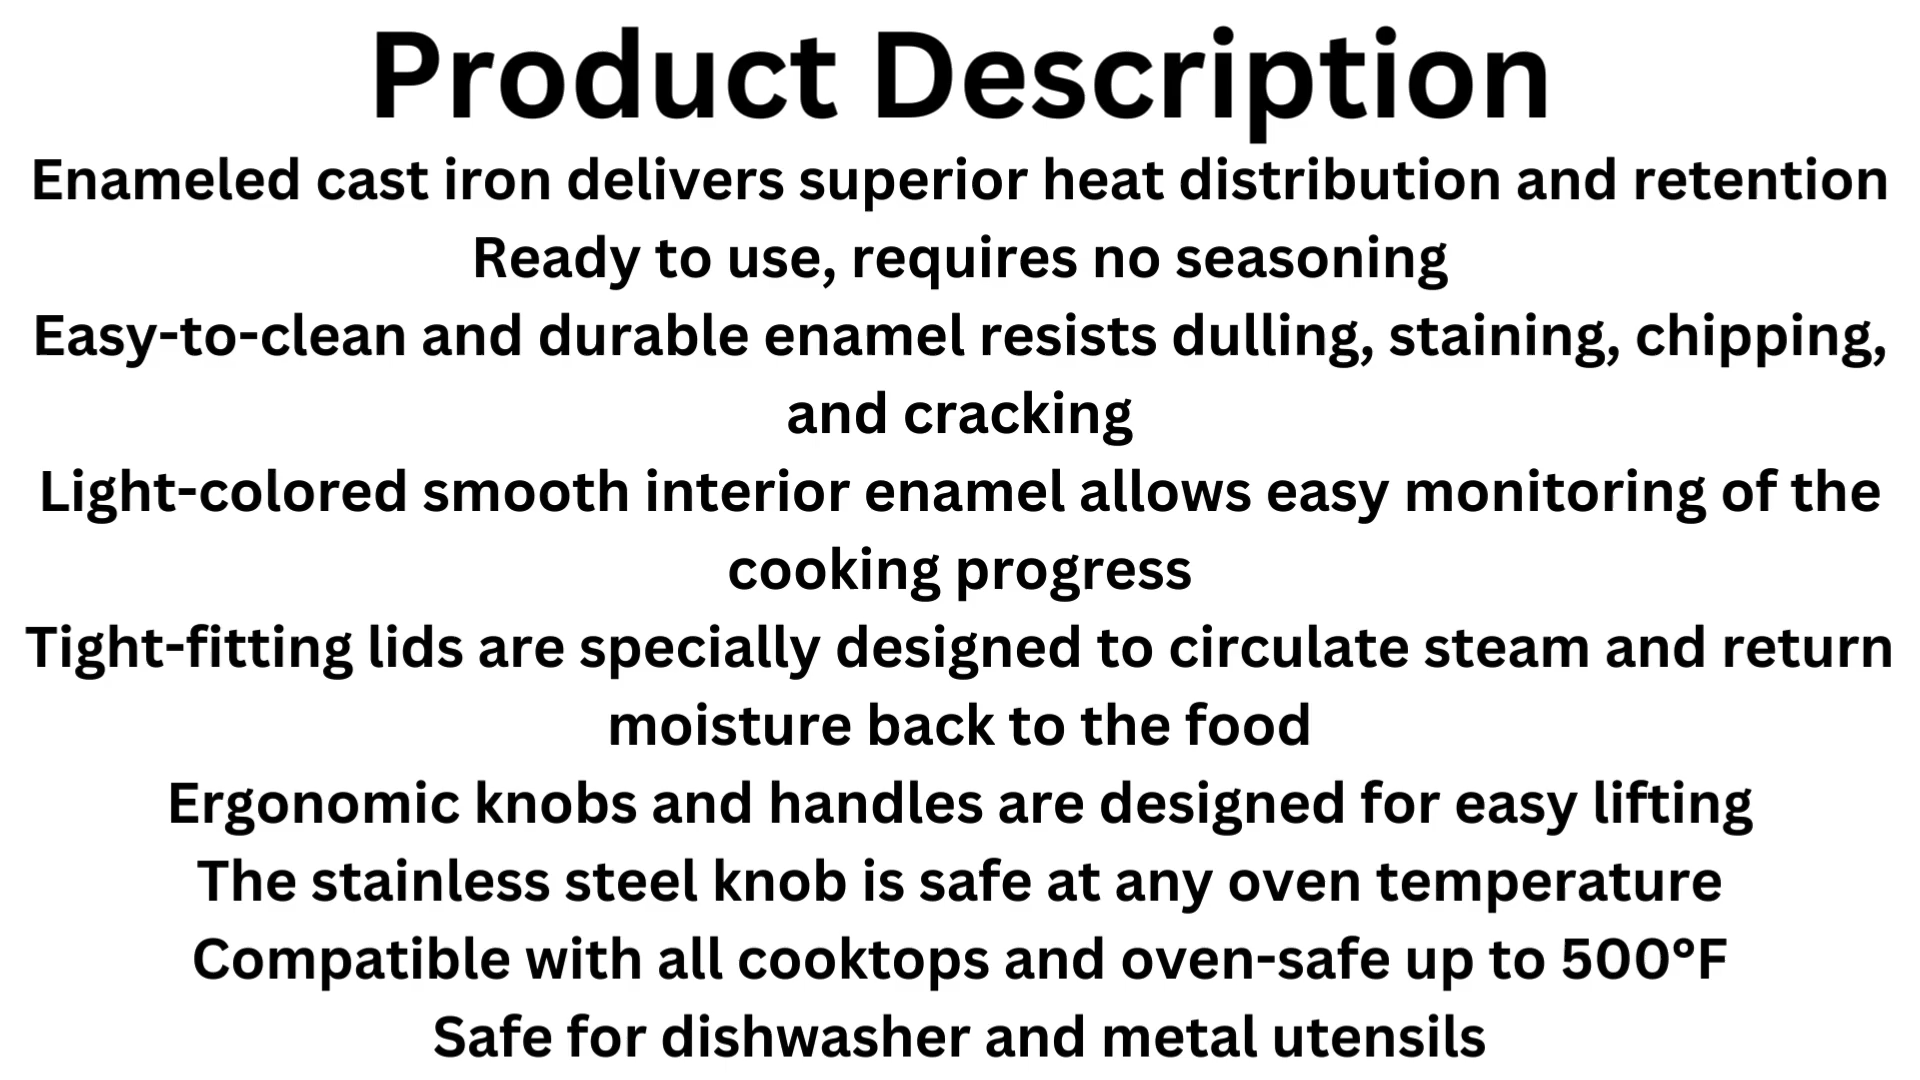 Product Description
Enameled cast iron delivers superior heat distribution and retention
Ready to use, requires no seasoning
Easy-to-clean and durable enamel resists dulling, staining, chipping,
and cracking
Light-colored smooth interior enamel allows easy monitoring of the
cooking progress
Tight-fitting lids are specially designed to circulate steam and return
moisture back to the food
Ergonomic knobs and handles are designed for easy lifting
The stainless steel knob is safe at any oven temperature
Compatible with all cooktops and oven-safe up to 500°F
Safe for dishwasher and metal utensils